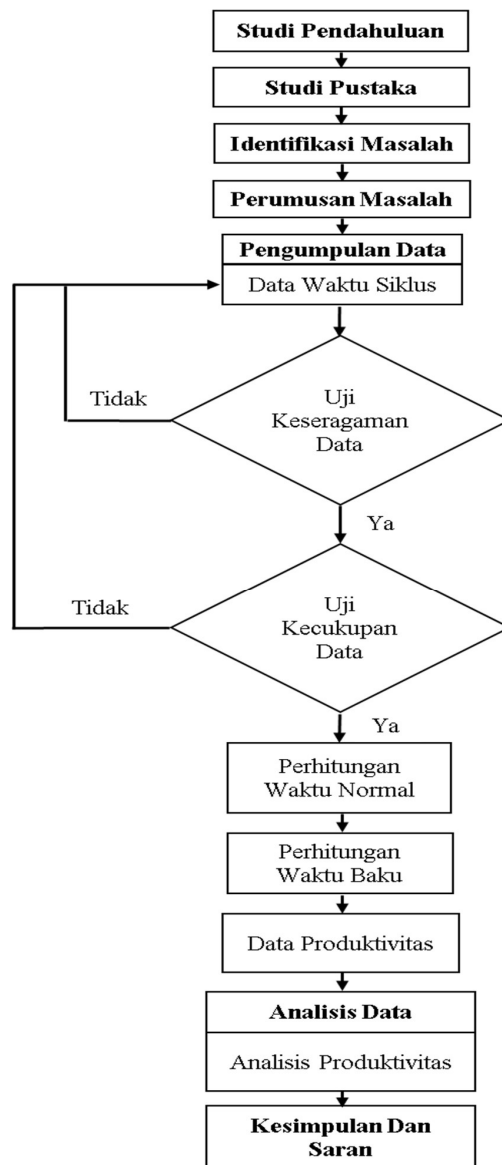 Studi Pendahuluan
Studi Pustaka
Identifikasi Masalah
Perumusan Masalah
Pengumpulan Data
Data Waktu Siklus
Tidak
Uji
Keseragaman
Data
Ya
Tidak
Uji
Kecukupan
Data
Ya
Perhitungan
Waktu Normal
Perhitungan
Waktu Baku
Data Produktivitas
Analisis Data
Analisis Produktivitas
Kesimpulan Dan
Saran